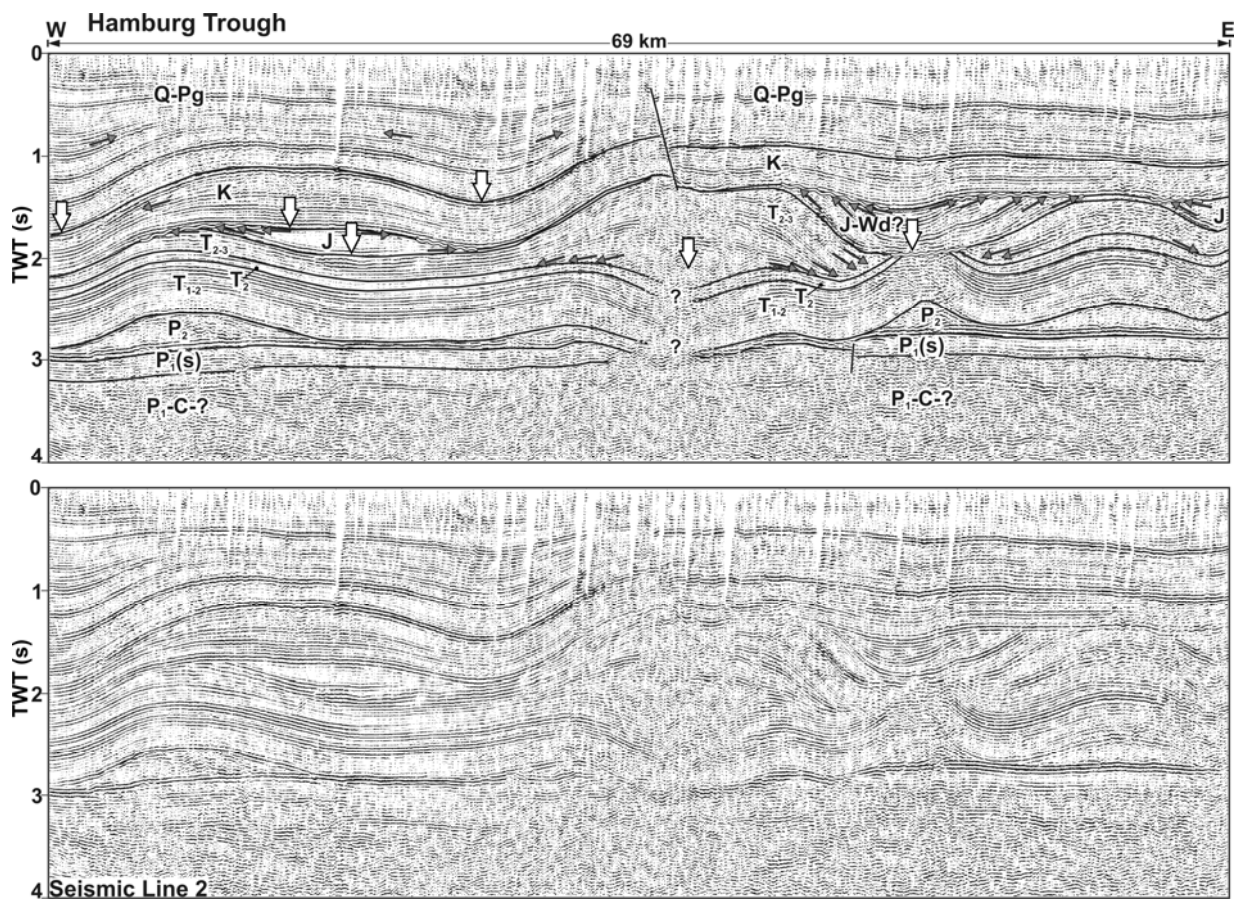 Hamburg Trough
W
69 km
E
0
Q-Pg
Q-Pg
1
K
K
TWT (s)
T2-3
J-Wd?
J
J
T2-3
2
T2
T1-2
?
T1-2
T2
P2
P2
?
P1(s)
P1(s)
3
P1-C-?
P1-C-?
4
0
1
TWT (s)
2
3
4
Seismic Line 2